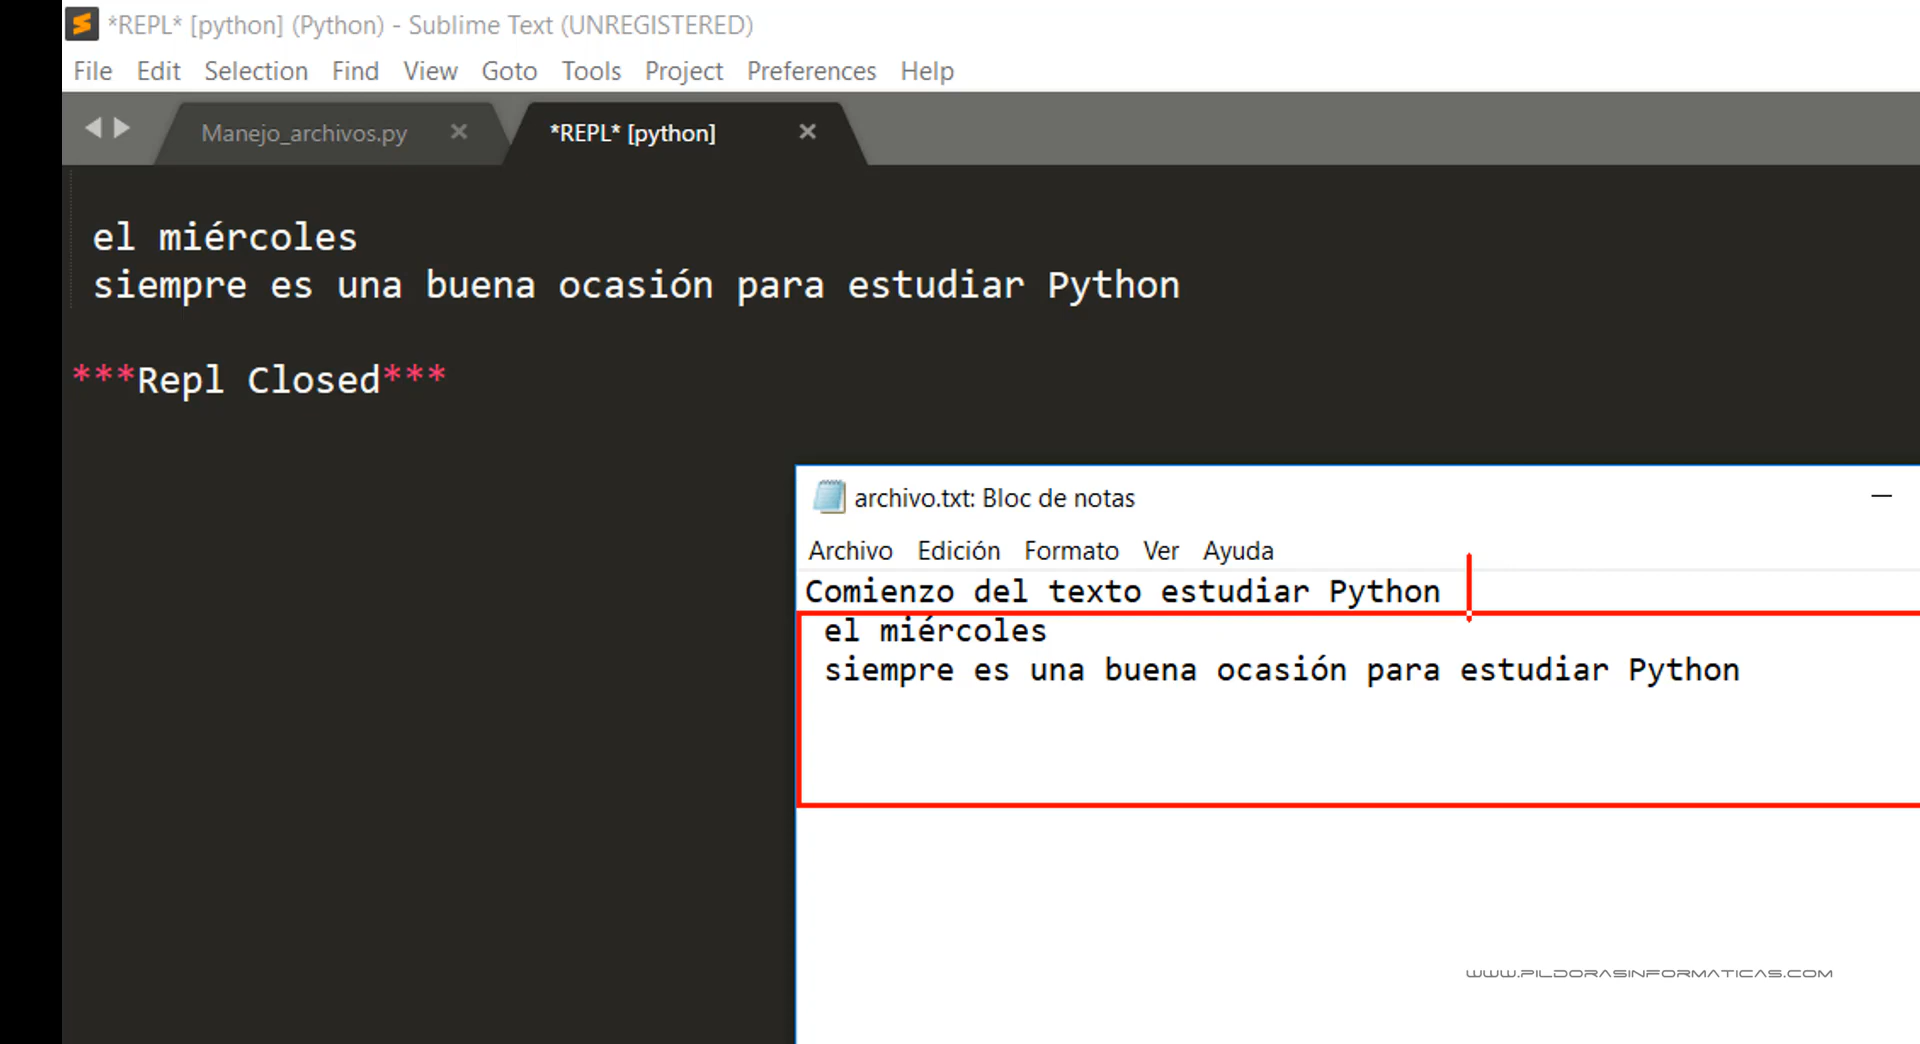 *REPL* [python] (Python) - Sublime Text (UNREGISTERED)
File Edit Selection Find View Goto Tools Project Preferences Help
Manejo_archivos.py *REPL* [python]
el miércoles
siempre es una buena ocasión para estudiar Python
***Repl Closed***
archivo.txt: Bloc de notas
Archivo Edición Formato Ver Ayuda
Comienzo del texto estudiar Python
el miércoles
siempre es una buena ocasión para estudiar Python
WWW.PILDORASINFORMATICAS.COM